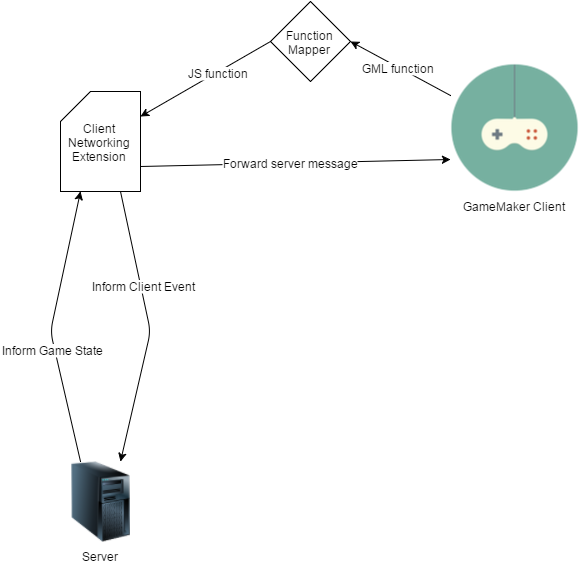 Function
Mapper
JS function
GML function
Client
Networking
Extension
Forward server message
GameMaker Client
Inform Client Event
Inform Game State
Server